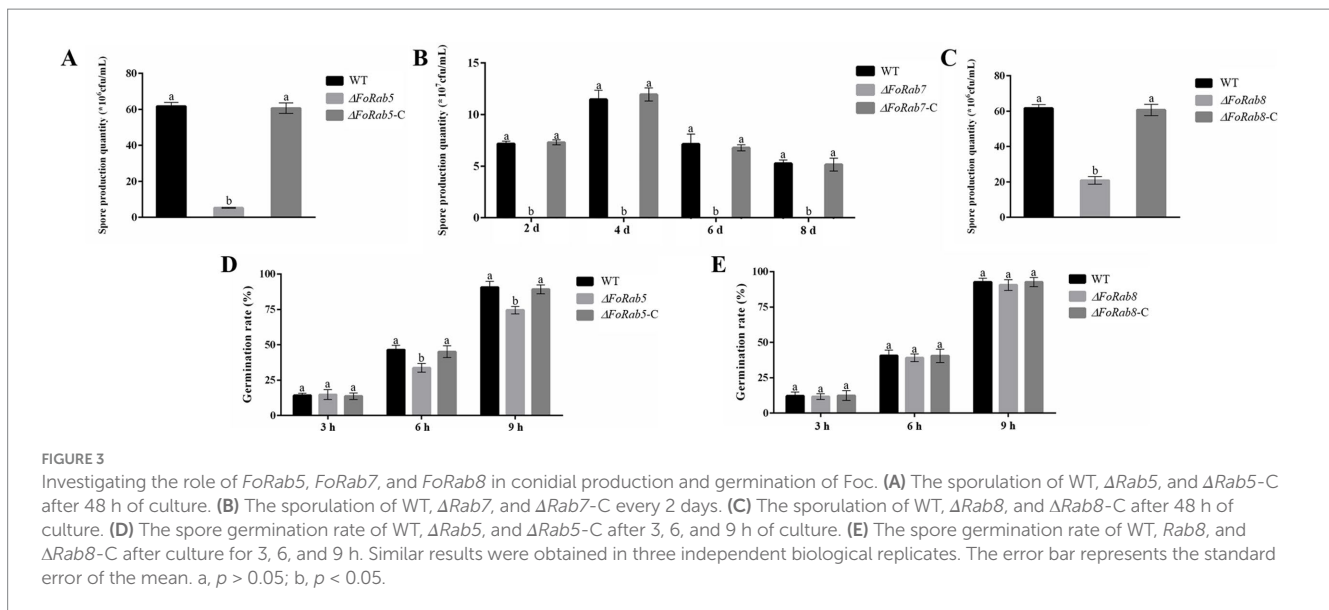 A
Spore production quantity (*10⁶cfu/mL)
80
60
40
20
0
a
b
a
WT
ΔFoRab5
ΔFoRab5-C
B
Spore production quantity (*10⁷cfu/mL)
15
10
5
0
a
b
a
a
b
a
a
b
a
a
b
a
2 d
4 d
6 d
8 d
WT
ΔFoRab7
ΔFoRab7-C
C
Spore production quantity (*10⁶cfu/mL)
80
60
40
20
0
a
b
a
WT
ΔFoRab8
ΔFoRab8-C
D
Germination rate (%)
100
75
50
25
0
a
a
a
a
b
a
a
b
a
3 h
6 h
9 h
WT
ΔFoRab5
ΔFoRab5-C
E
Germination rate (%)
100
75
50
25
0
a
a
a
a
a
a
a
a
a
3 h
6 h
9 h
WT
ΔFoRab8
ΔFoRab8-C
FIGURE 3
Investigating the role of FoRab5, FoRab7, and FoRab8 in conidial production and germination of Foc. (A) The sporulation of WT, ΔRab5, and ΔRab5-C
after 48 h of culture. (B) The sporulation of WT, ΔRab7, and ΔRab7-C every 2 days. (C) The sporulation of WT, ΔRab8, and ΔRab8-C after 48 h of
culture. (D) The spore germination rate of WT, ΔRab5, and ΔRab5-C after 3, 6, and 9 h of culture. (E) The spore germination rate of WT, Rab8, and
ΔRab8-C after culture for 3, 6, and 9 h. Similar results were obtained in three independent biological replicates. The error bar represents the standard
error of the mean. a, p > 0.05; b, p < 0.05.